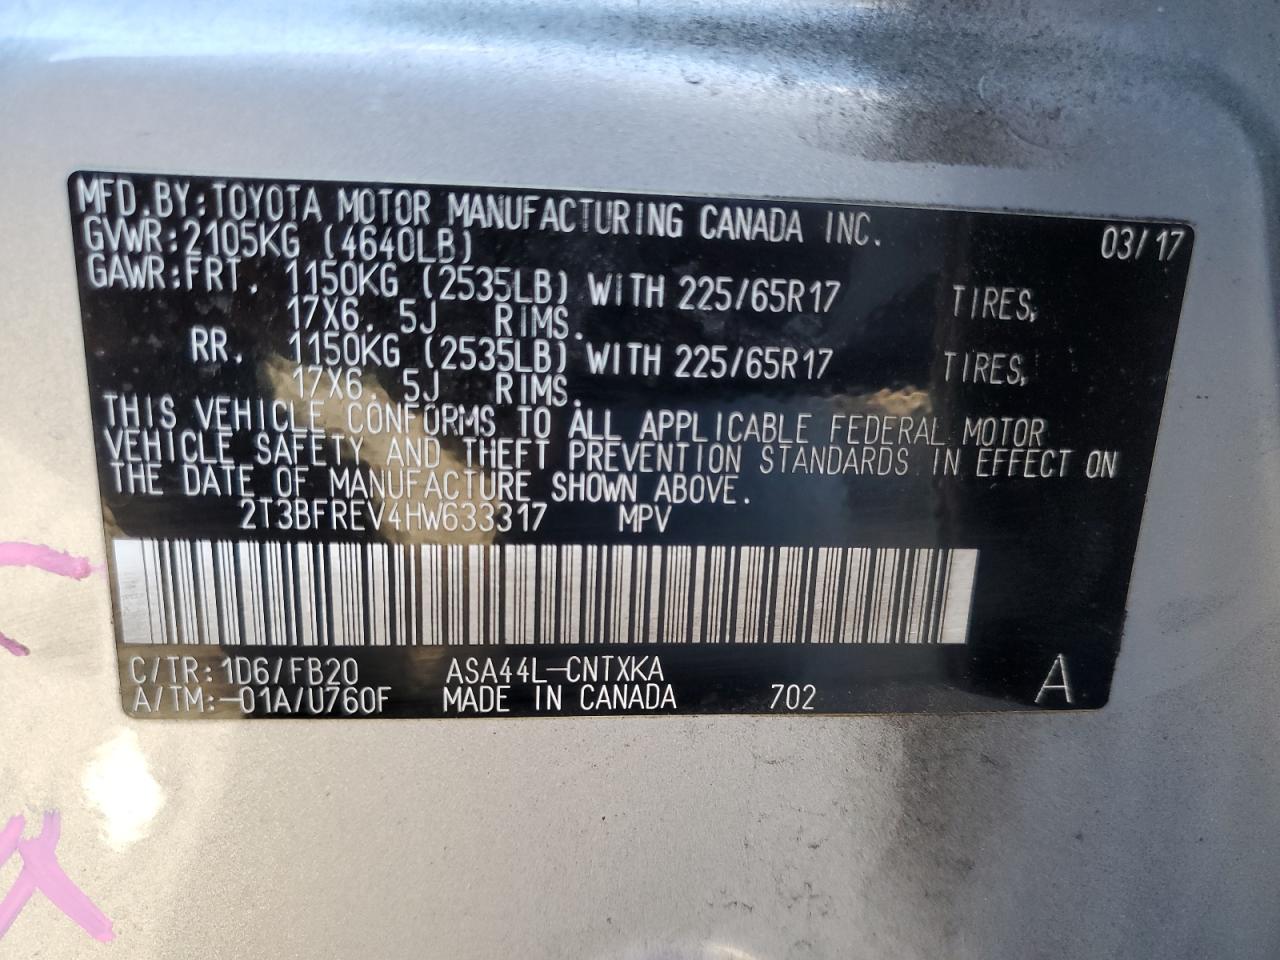 MFD.BY:TOYOTA MOTOR MANUFACTURING CANADA INC. 03/17
GVWR:2105KG (4640LB)
GAWR:FRT. 1150KG (2535LB) WITH 225/65R17 TIRES,
17X6.5J RIMS.
RR. 1150KG (2535LB) WITH 225/65R17 TIRES,
17X6.5J RIMS.
THIS VEHICLE CONFORMS TO ALL APPLICABLE FEDERAL MOTOR
VEHICLE SAFETY AND THEFT PREVENTION STANDARDS IN EFFECT ON
THE DATE OF MANUFACTURE SHOWN ABOVE.
2T3BFREV4HW633317 MPV
C/TR:1D6/FB20 ASA44L-CNTXKA
A/TM:-01A/U760F MADE IN CANADA 702 A